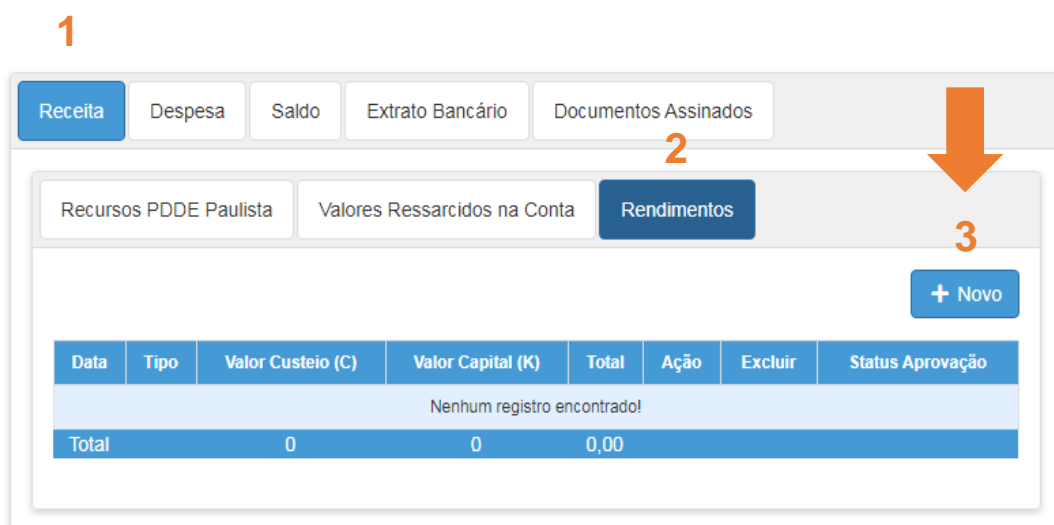 1
Receita Despesa Saldo Extrato Bancário Documentos Assinados
2
Recursos PDDE Paulista Valores Ressarcidos na Conta Rendimentos
3
+ Novo
Data Tipo Valor Custeio (C) Valor Capital (K) Total Ação Excluir Status Aprovação
Nenhum registro encontrado!
Total 0 0 0,00